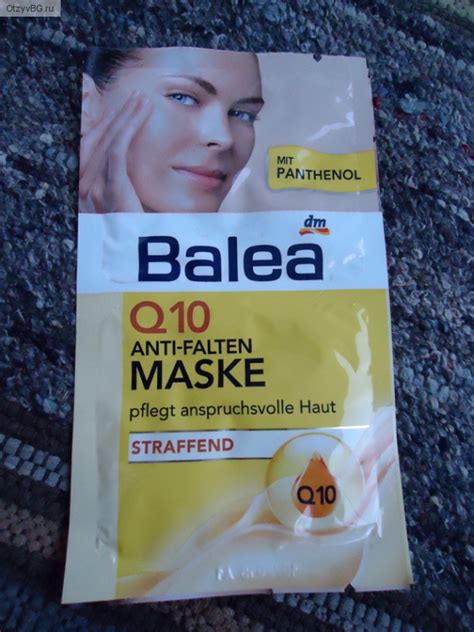 OtzyvBG.ru
MIT
PANTHENOL
dm
Balea
Q10
ANTI-FALTEN
MASKE
pflegt anspruchsvolle Haut
STRAFFEND
Q10